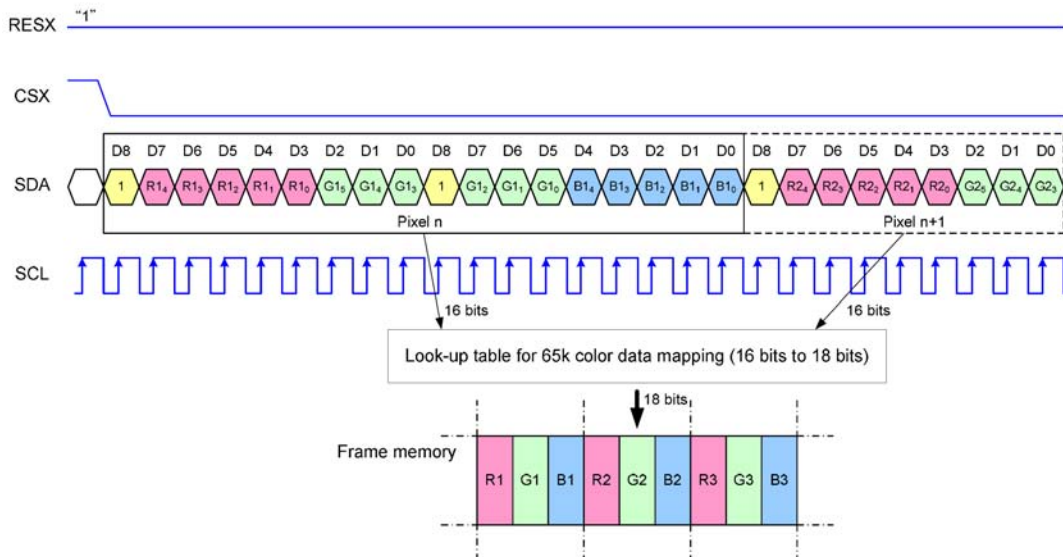 RESX "1"
CSX
D8 D7 D6 D5 D4 D3 D2 D1 D0 D8 D7 D6 D5 D4 D3 D2 D1 D0 D8 D7 D6 D5 D4 D3 D2 D1 D0
SDA 1 R1₄ R1₃ R1₂ R1₁ R1₀ G1₅ G1₄ G1₃ 1 G1₂ G1₁ G1₀ B1₄ B1₃ B1₂ B1₁ B1₀ 1 R2₄ R2₃ R2₂ R2₁ R2₀ G2₅ G2₄ G2₃
Pixel n Pixel n+1
SCL
16 bits 16 bits
Look-up table for 65k color data mapping (16 bits to 18 bits)
18 bits
Frame memory
R1 G1 B1 R2 G2 B2 R3 G3 B3